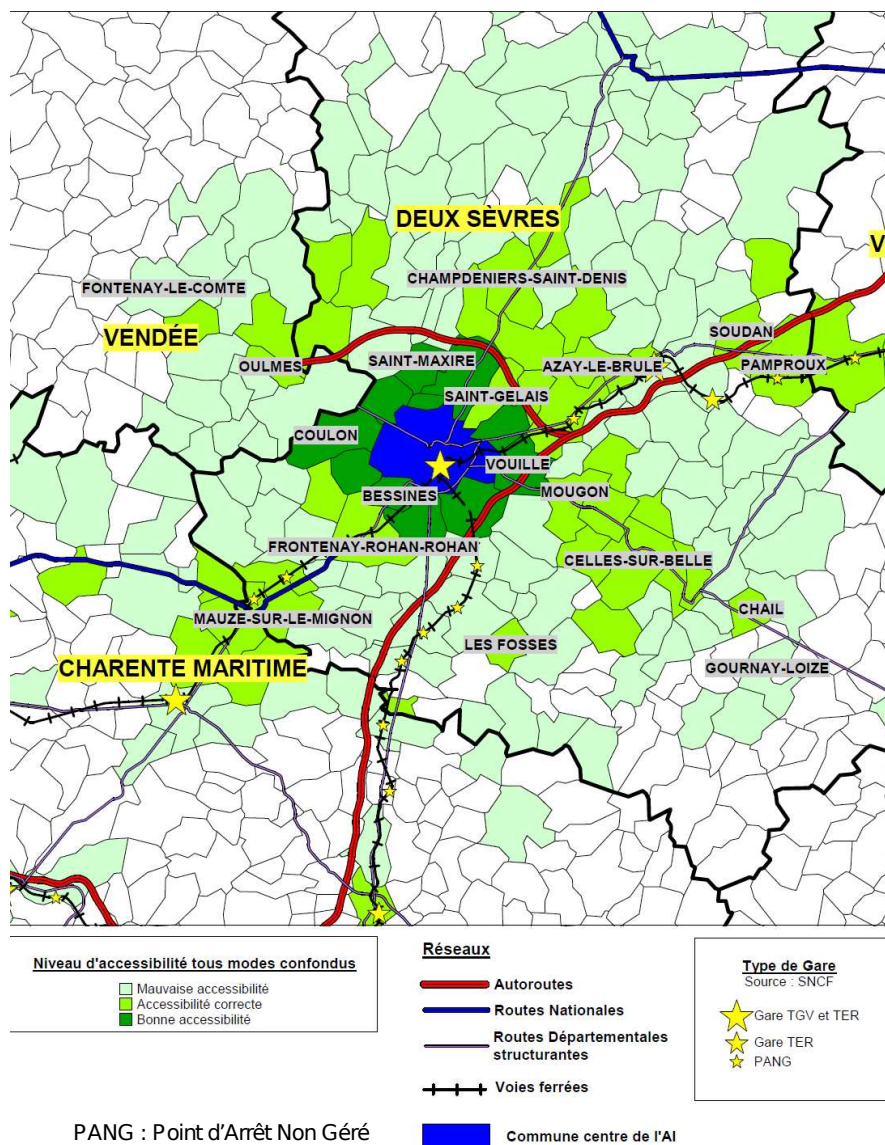 DEUX SÈVRES
V
CHAMPDENIERS-SAINT-DENIS
FONTENAY-LE-COMTE
VENDÉE
SOUDAN
OULMES
SAINT-MAXIRE
AZAY-LE-BRULE
PAMPROUX
SAINT-GELAIS
COULON
VOUILLE
BESSINES
MOUGON
FRONTENAY-ROHAN-ROHAN
CELLES-SUR-BELLE
MAUZE-SUR-LE-MIGNON
CHAIL
LES FOSSES
CHARENTE MARITIME
GOURNAY-LOIZE
Niveau d'accessibilité tous modes confondus
Mauvaise accessibilité
Accessibilité correcte
Bonne accessibilité
Réseaux
Autoroutes
Routes Nationales
Routes Départementales
structurantes
Voies ferrées
Commune centre de l'AI
Type de Gare
Source : SNCF
Gare TGV et TER
Gare TER
PANG
PANG : Point d'Arrêt Non Géré